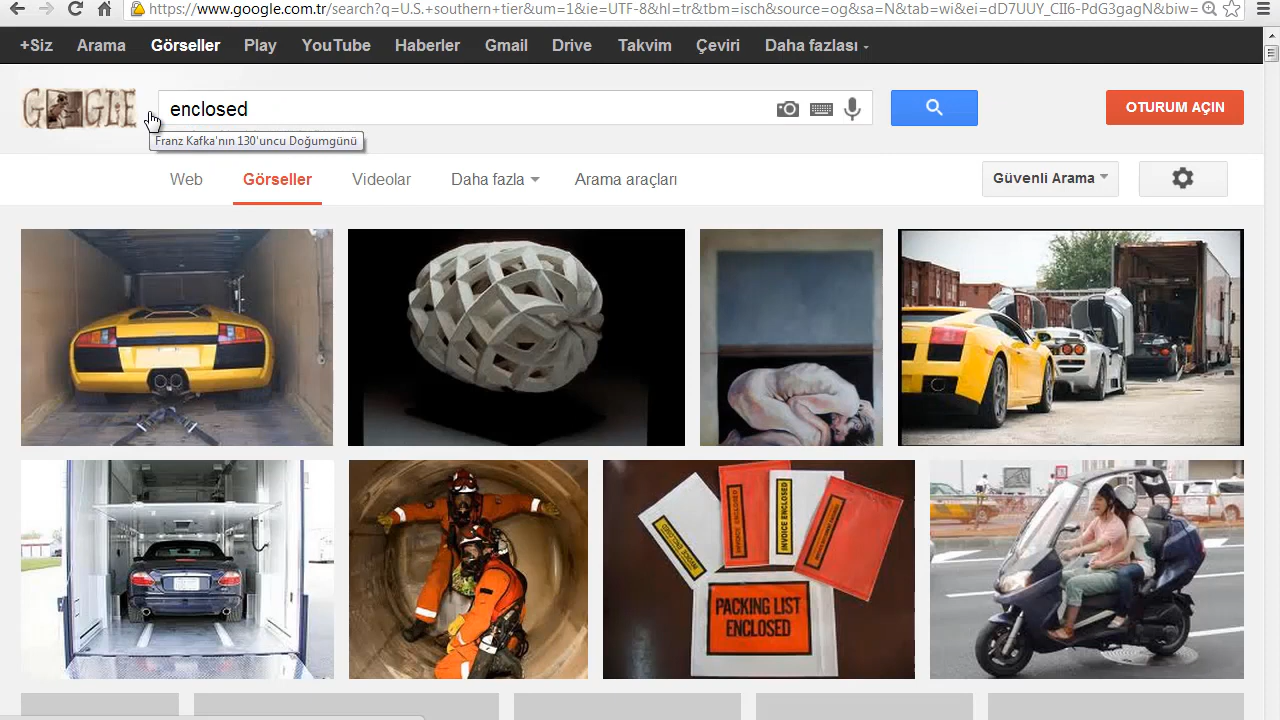 https://www.google.com.tr/search?q=U.S.+southern+tier&um=1&ie=UTF-8&hl=tr&tbm=isch&source=og&sa=N&tab=wi&ei=dD7UUY_CII6-PdG3gagN&biw=
+Siz Arama Görseller Play YouTube Haberler Gmail Drive Takvim Çeviri Daha fazlası
GOOGLE enclosed OTURUM AÇIN
Franz Kafka'nın 130'uncu Doğumgünü
Web Görseller Videolar Daha fazla Arama araçları Güvenli Arama
INVOICE ENCLOSED
PACKING LIST
ENCLOSED